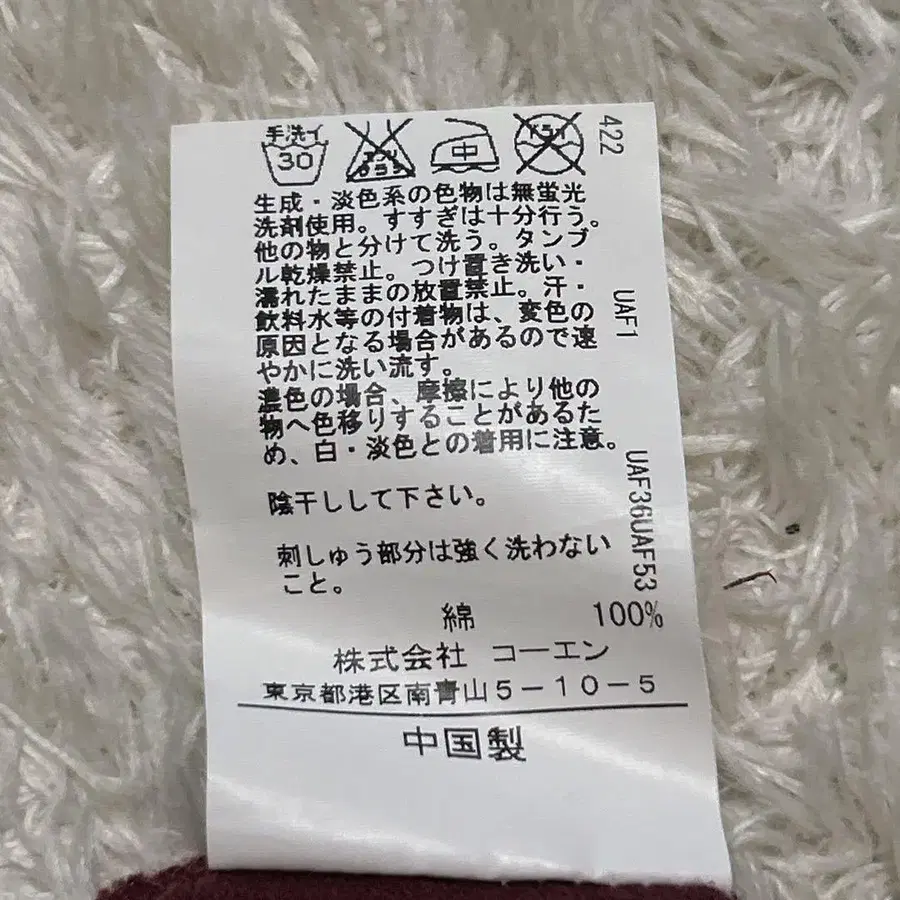 手洗イ
30
エンソ
サラシ
中
ドライ
生成・淡色系の色物は無蛍光
洗剤使用。すすぎは十分行う。
他の物と分けて洗う。タンブ
ル乾燥禁止。つけ置き洗い・
濡れたままの放置禁止。汗・
飲料水等の付着物は、変色の
原因となる場合があるので速
やかに洗い流す。
濃色の場合、摩擦により他の
物へ色移りすることがあるた
め、白・淡色との着用に注意。
陰干しして下さい。
刺しゅう部分は強く洗わない
こと。
綿 100%
株式会社 コーエン
東京都港区南青山5-10-5
中国製
422
UAF1
UAF36UAF53